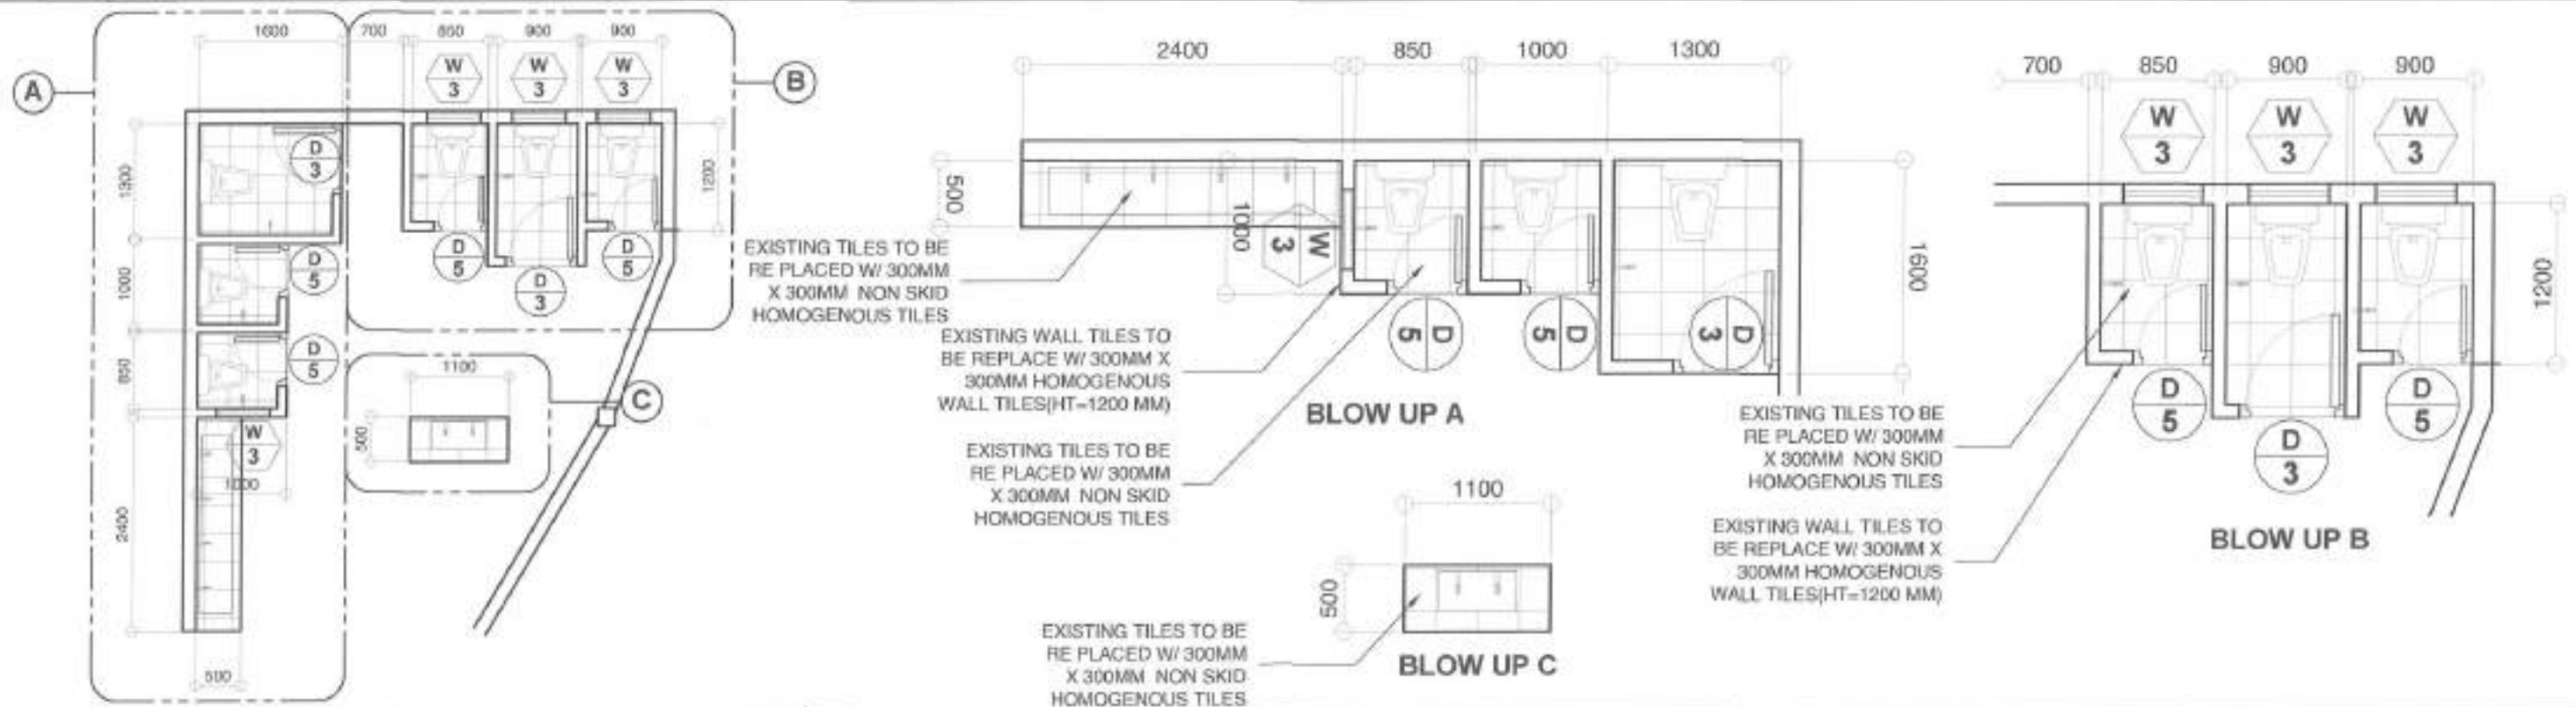 A
1600
700
850
900
900
W
3
W
3
W
3
B
1300
D
3
1200
1000
D
5
D
5
D
3
D
5
850
D
5
1100
500
C
W
3
1000
2400
500
2400
850
1000
1300
500
1000
W
3
1600
D
5
D
5
D
3
EXISTING TILES TO BE
RE PLACED W/ 300MM
X 300MM NON SKID
HOMOGENOUS TILES
EXISTING WALL TILES TO
BE REPLACE W/ 300MM X
300MM HOMOGENOUS
WALL TILES(HT=1200 MM)
EXISTING TILES TO BE
RE PLACED W/ 300MM
X 300MM NON SKID
HOMOGENOUS TILES
BLOW UP A
1100
500
EXISTING TILES TO BE
RE PLACED W/ 300MM
X 300MM NON SKID
HOMOGENOUS TILES
BLOW UP C
700
850
900
900
W
3
W
3
W
3
1200
D
5
D
3
D
5
EXISTING TILES TO BE
RE PLACED W/ 300MM
X 300MM NON SKID
HOMOGENOUS TILES
EXISTING WALL TILES TO
BE REPLACE W/ 300MM X
300MM HOMOGENOUS
WALL TILES(HT=1200 MM)
BLOW UP B